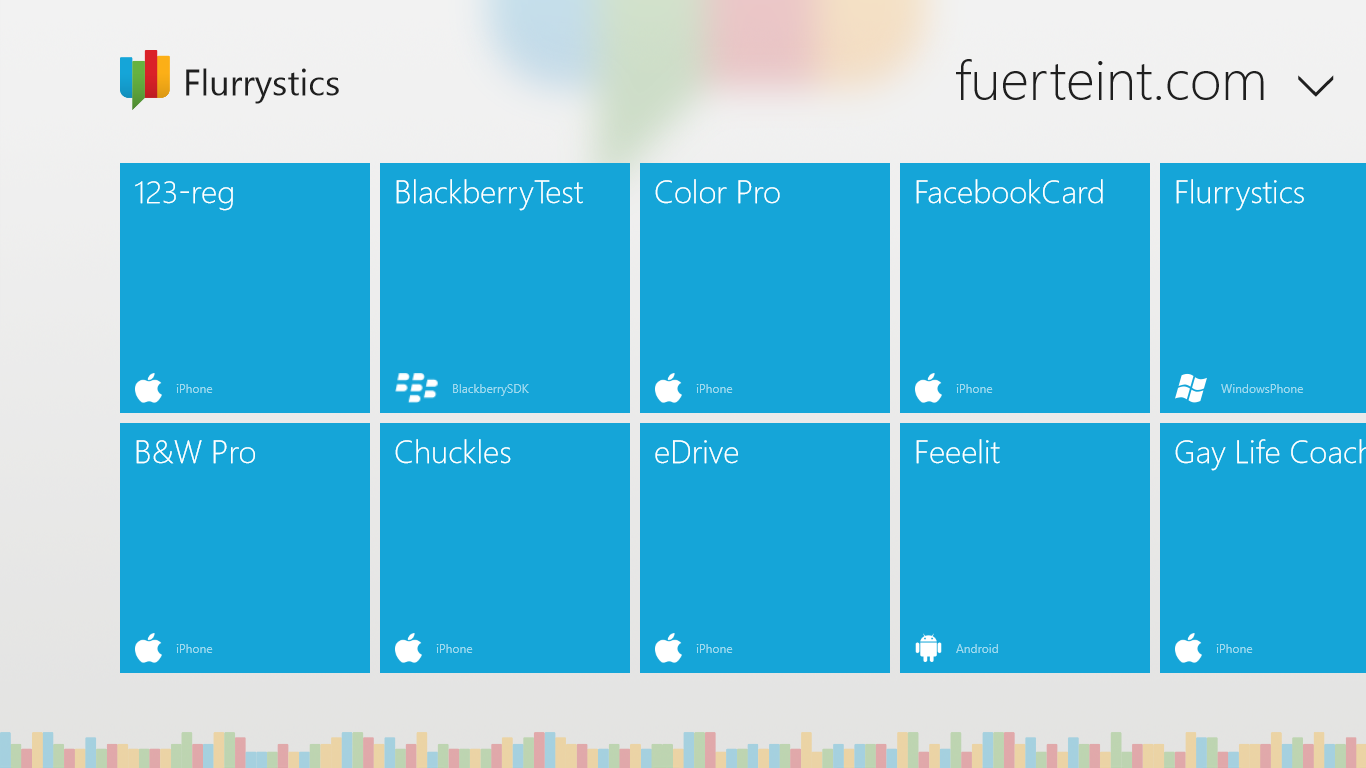 Flurrystics
fuerteint.com
123-reg
iPhone
BlackberryTest
BlackberrySDK
Color Pro
iPhone
FacebookCard
iPhone
Flurrystics
WindowsPhone
B&W Pro
iPhone
Chuckles
iPhone
eDrive
iPhone
Feeelit
Android
Gay Life Coach
iPhone